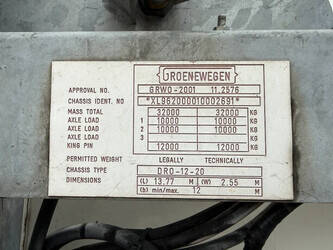 GROENEWEGEN
APPROVAL NO. GRWO-2001 11.2576
CHASSIS IDENT. NO *XL962000010002691*
MASS TOTAL 32000 32000 KG
AXLE LOAD 1 10000 10000 KG
AXLE LOAD 2 10000 10000 KG
AXLE LOAD 3 KG
KING PIN 12000 12000 KG
PERMITTED WEIGHT LEGALLY TECHNICALLY
CHASSIS TYPE DRO-12-20
DIMENSIONS (L) 13.77 M (W) 2.55 M
(b) min/max. 12 M